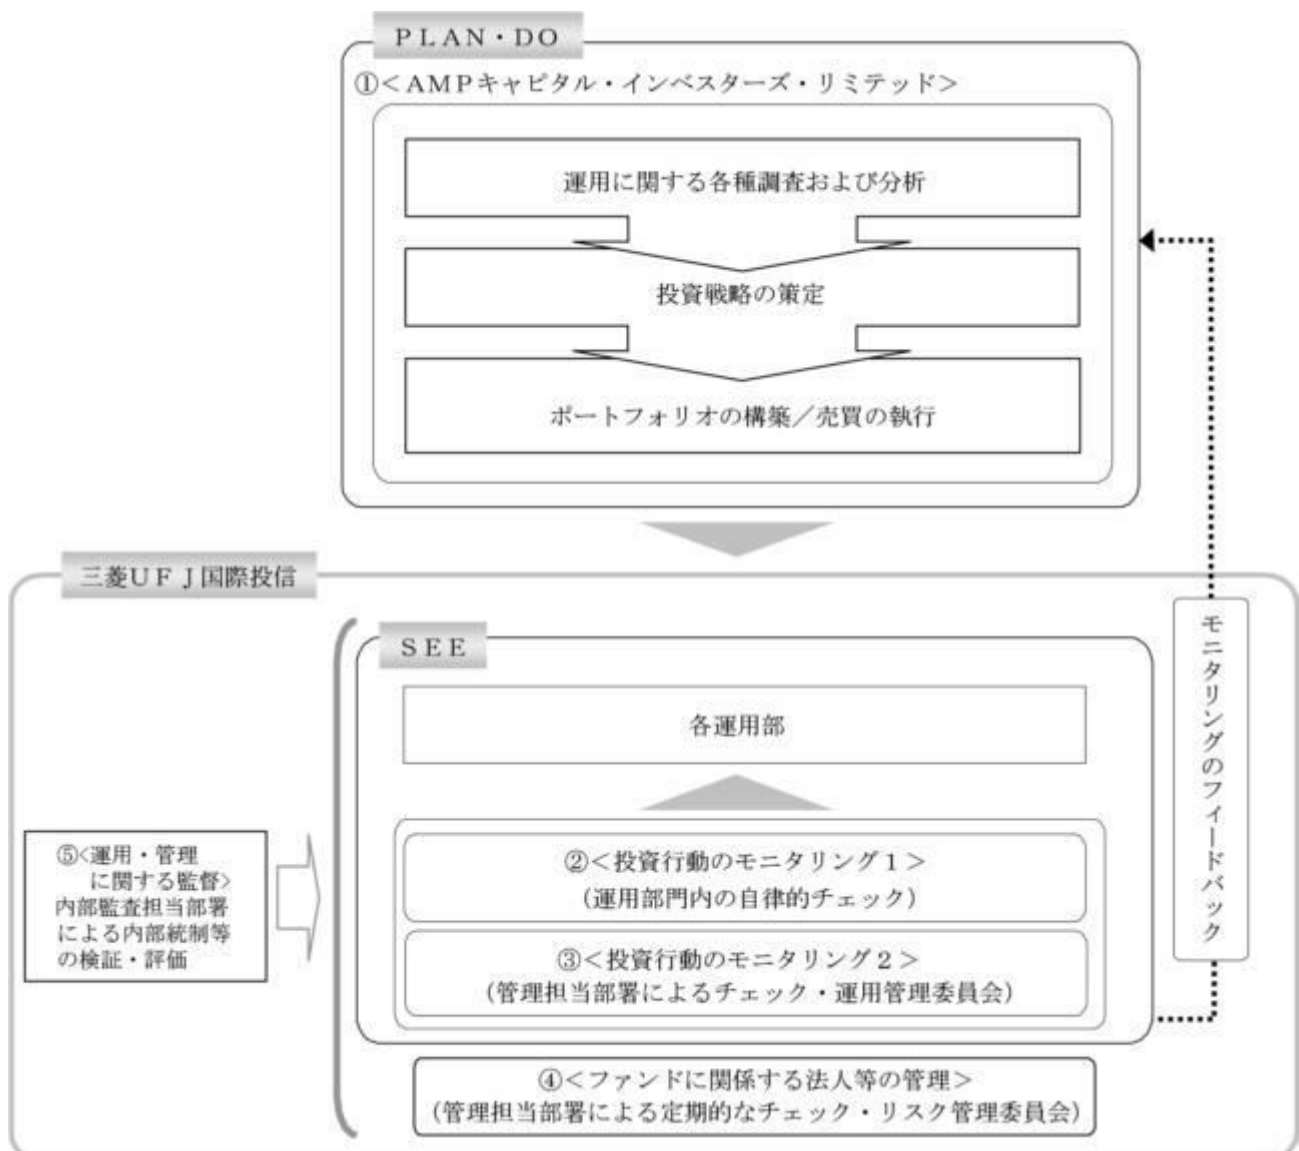 ＰＬＡＮ・ＤＯ
①＜ＡＭＰキャピタル・インベスターズ・リミテッド＞
運用に関する各種調査および分析
投資戦略の策定
ポートフォリオの構築／売買の執行
三菱ＵＦＪ国際投信
ＳＥＥ
各運用部
②＜投資行動のモニタリング１＞
（運用部門内の自律的チェック）
③＜投資行動のモニタリング２＞
（管理担当部署によるチェック・運用管理委員会）
④＜ファンドに関係する法人等の管理＞
（管理担当部署による定期的なチェック・リスク管理委員会）
⑤<運用・管理
に関する監督>
内部監査担当部署
による内部統制等
の検証・評価
モニタリングのフィードバック